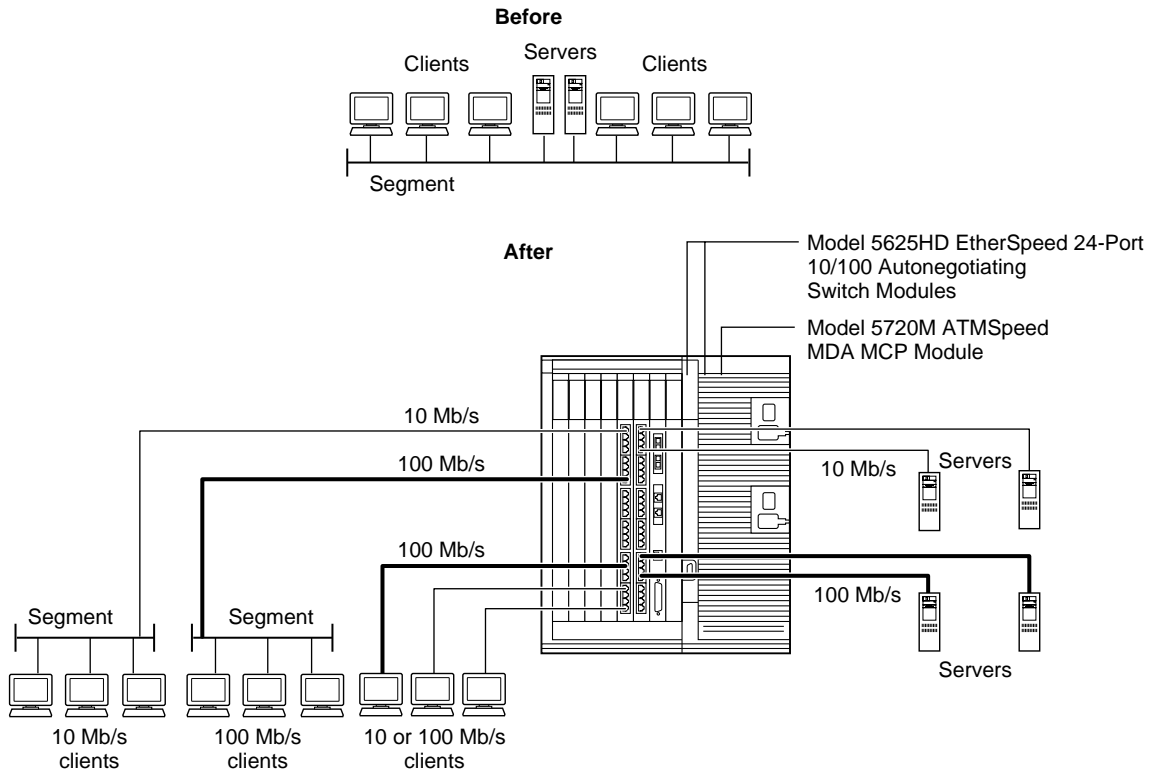 Before
Servers
Clients
Clients
Segment
After
Model 5625HD EtherSpeed 24-Port
10/100 Autonegotiating
Switch Modules
Model 5720M ATMSpeed
MDA MCP Module
10 Mb/s
100 Mb/s
10 Mb/s
Servers
100 Mb/s
100 Mb/s
Segment
Segment
Servers
10 Mb/s
clients
100 Mb/s
clients
10 or 100 Mb/s
clients